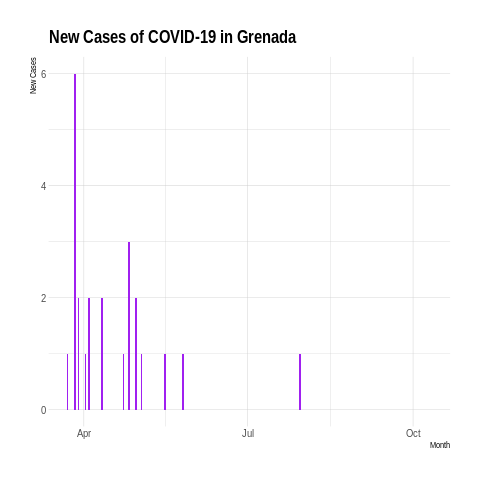 New Cases of COVID-19 in Grenada
New Cases
6
4
2
0
Apr
Jul
Oct
Month